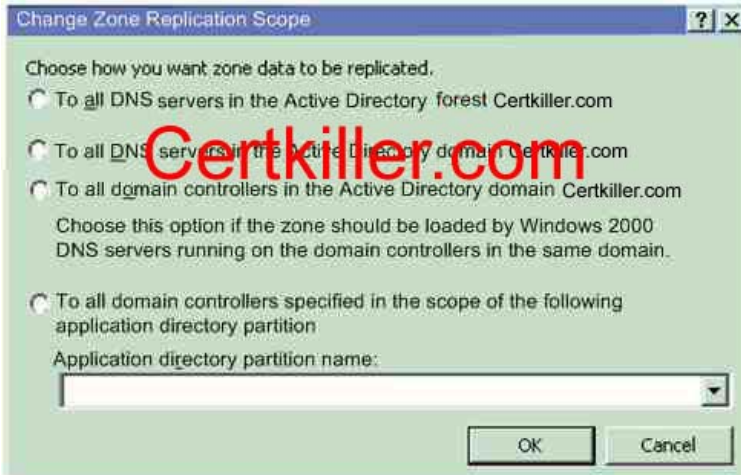 Change Zone Replication Scope
? X
Choose how you want zone data to be replicated.
To all DNS servers in the Active Directory forest Certkiller.com
Certkiller.com
To all DNS servers in the Active Directory domain Certkiller.com
To all domain controllers in the Active Directory domain Certkiller.com
Choose this option if the zone should be loaded by Windows 2000
DNS servers running on the domain controllers in the same domain.
To all domain controllers specified in the scope of the following
application directory partition
Application directory partition name:
OK
Cancel